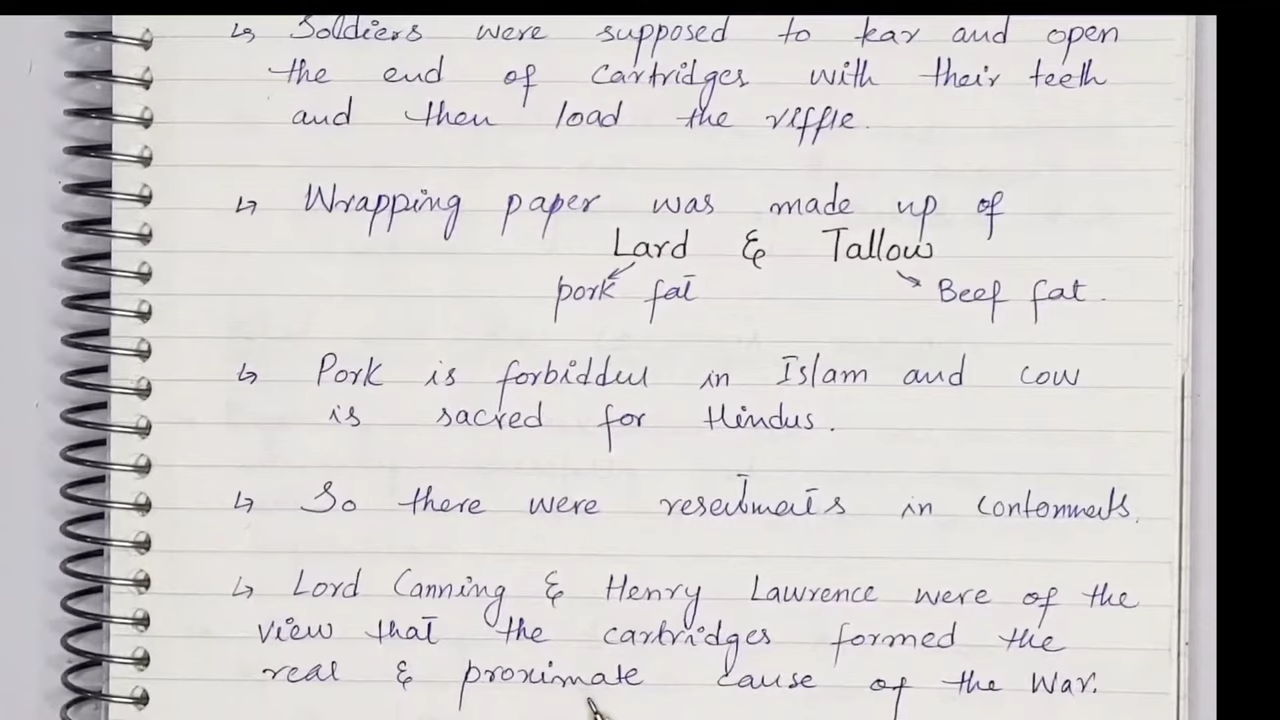 ↳ Soldiers were supposed to tear and open
the end of cartridges with their teeth
and then load the riffle.
↳ Wrapping paper was made up of
Lard & Tallow
pork fat Beef fat.
↳ Pork is forbidden in Islam and cow
is sacred for Hindus.
↳ So there were resentments in contonments.
↳ Lord Canning & Henry Lawrence were of the
view that the cartridges formed the
real & proximate cause of the War.